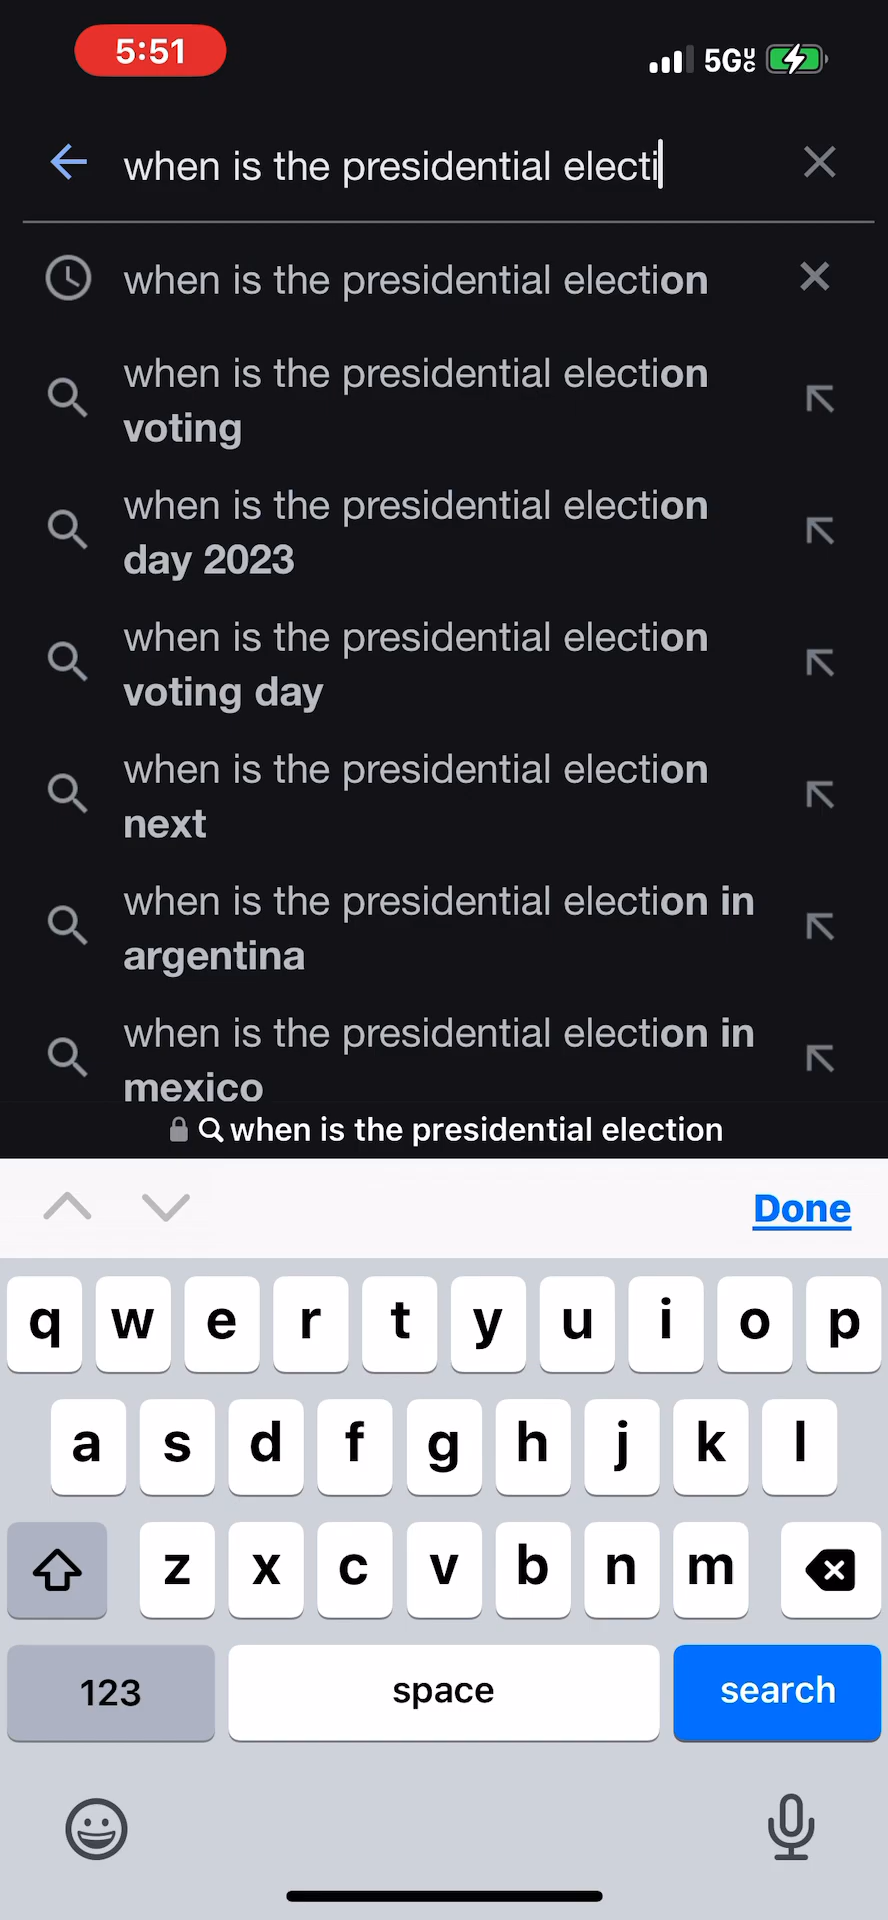 5:51
5GUC
when is the presidential electi
when is the presidential election
when is the presidential election
voting
when is the presidential election
day 2023
when is the presidential election
voting day
when is the presidential election
next
when is the presidential election in
argentina
when is the presidential election in
mexico
when is the presidential election
Done
q w e r t y u i o p
a s d f g h j k l
z x c v b n m
123 space search